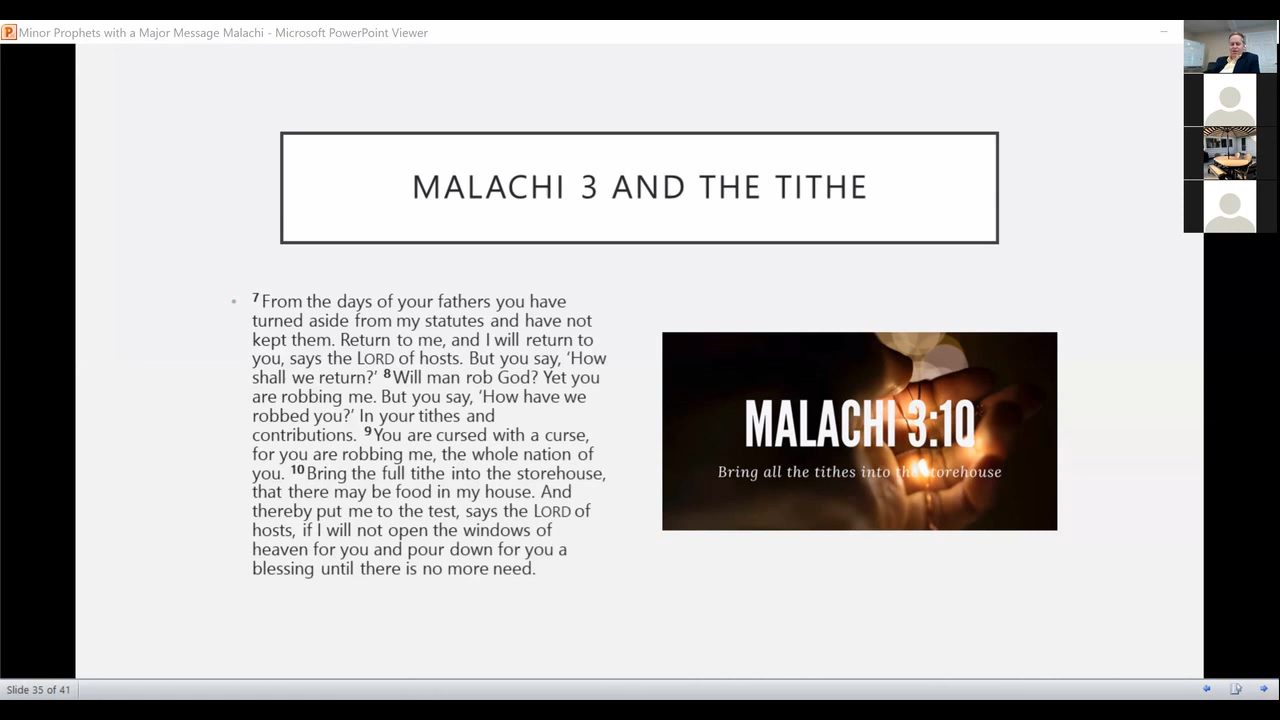 Minor Prophets with a Major Message Malachi - Microsoft PowerPoint Viewer
MALACHI 3 AND THE TITHE
• 7 From the days of your fathers you have
turned aside from my statutes and have not
kept them. Return to me, and I will return to
you, says the LORD of hosts. But you say, ‘How
shall we return?’ 8 Will man rob God? Yet you
are robbing me. But you say, ‘How have we
robbed you?’ In your tithes and
contributions. 9 You are cursed with a curse,
for you are robbing me, the whole nation of
you. 10 Bring the full tithe into the storehouse,
that there may be food in my house. And
thereby put me to the test, says the LORD of
hosts, if I will not open the windows of
heaven for you and pour down for you a
blessing until there is no more need.
MALACHI 3:10
Bring all the tithes into the storehouse
Slide 35 of 41